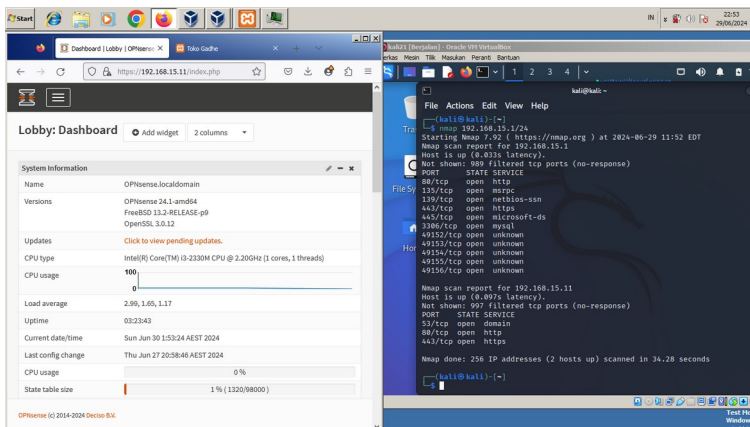 Start
IN
22:53
29/06/2024
Dashboard | Lobby | OPNsense
Toko Gadhe
https://192.168.15.11/index.php
Lobby: Dashboard
Add widget
2 columns
System Information
Name OPNsense.localdomain
Versions OPNsense 24.1-amd64
FreeBSD 13.2-RELEASE-p9
OpenSSL 3.0.12
Updates Click to view pending updates.
CPU type Intel(R) Core(TM) i3-2330M CPU @ 2.20GHz (1 cores, 1 threads)
CPU usage 100
0
Load average 2.99, 1.65, 1.17
Uptime 03:23:43
Current date/time Sun Jun 30 1:53:24 AEST 2024
Last config change Thu Jun 27 20:58:46 AEST 2024
CPU usage 0 %
State table size 1 % ( 1320/98000 )
OPNsense (c) 2014-2024 Deciso B.V.
kali21 [Berjalan] - Oracle VM VirtualBox
erkas Mesin Tilik Masukan Peranti Bantuan
1 2 3 4
Tra
File Sy
Ho
kali@kali: ~
File Actions Edit View Help
(kali㉿kali)-[~]
$ nmap 192.168.15.1/24
Starting Nmap 7.92 ( https://nmap.org ) at 2024-06-29 11:52 EDT
Nmap scan report for 192.168.15.1
Host is up (0.033s latency).
Not shown: 989 filtered tcp ports (no-response)
PORT STATE SERVICE
80/tcp open http
135/tcp open msrpc
139/tcp open netbios-ssn
443/tcp open https
445/tcp open microsoft-ds
3306/tcp open mysql
49152/tcp open unknown
49153/tcp open unknown
49154/tcp open unknown
49155/tcp open unknown
49156/tcp open unknown
Nmap scan report for 192.168.15.11
Host is up (0.097s latency).
Not shown: 997 filtered tcp ports (no-response)
PORT STATE SERVICE
53/tcp open domain
80/tcp open http
443/tcp open https
Nmap done: 256 IP addresses (2 hosts up) scanned in 34.28 seconds
(kali㉿kali)-[~]
$
Test Mo
Window